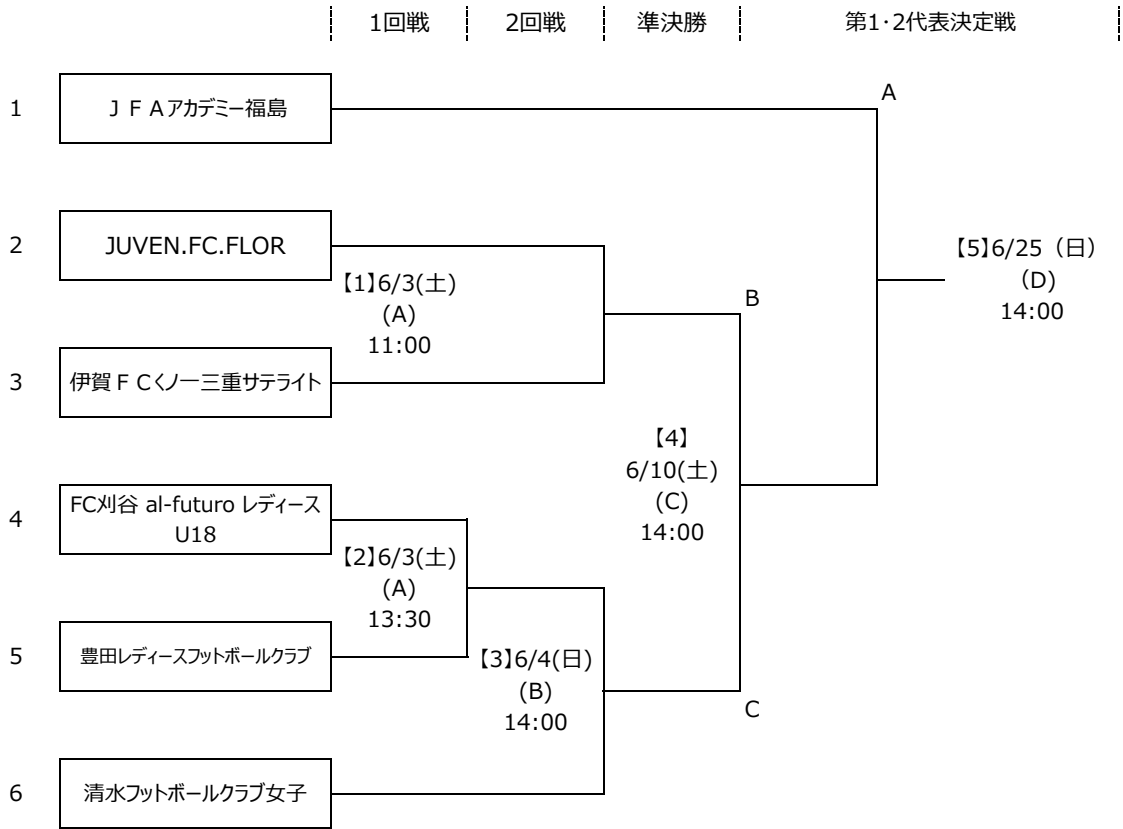 1回戦
2回戦
準決勝
第1・2代表決定戦
1
ＪＦＡアカデミー福島
A
2
JUVEN.FC.FLOR
【1】6/3(土)
(A)
11:00
B
【5】6/25（日）
(D)
14:00
3
伊賀ＦＣくノ一三重サテライト
【4】
6/10(土)
(C)
14:00
4
FC刈谷 al-futuro レディース
U18
【2】6/3(土)
(A)
13:30
5
豊田レディースフットボールクラブ
【3】6/4(日)
(B)
14:00
C
6
清水フットボールクラブ女子